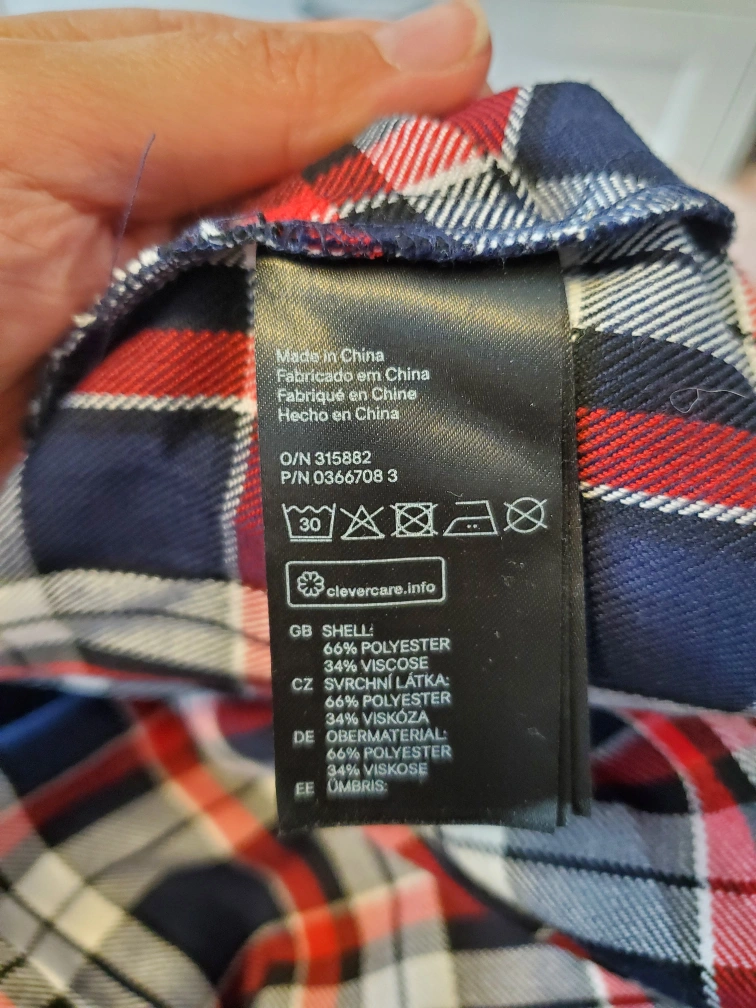 Made in China
Fabricado em China
Fabriqué en Chine
Hecho en China
O/N 315882
P/N 0366708 3
30
clevercare.info
GB SHELL:
66% POLYESTER
34% VISCOSE
CZ SVRCHNÍ LÁTKA:
66% POLYESTER
34% VISKÓZA
DE OBERMATERIAL:
66% POLYESTER
34% VISKOSE
EE ÜMBRIS: